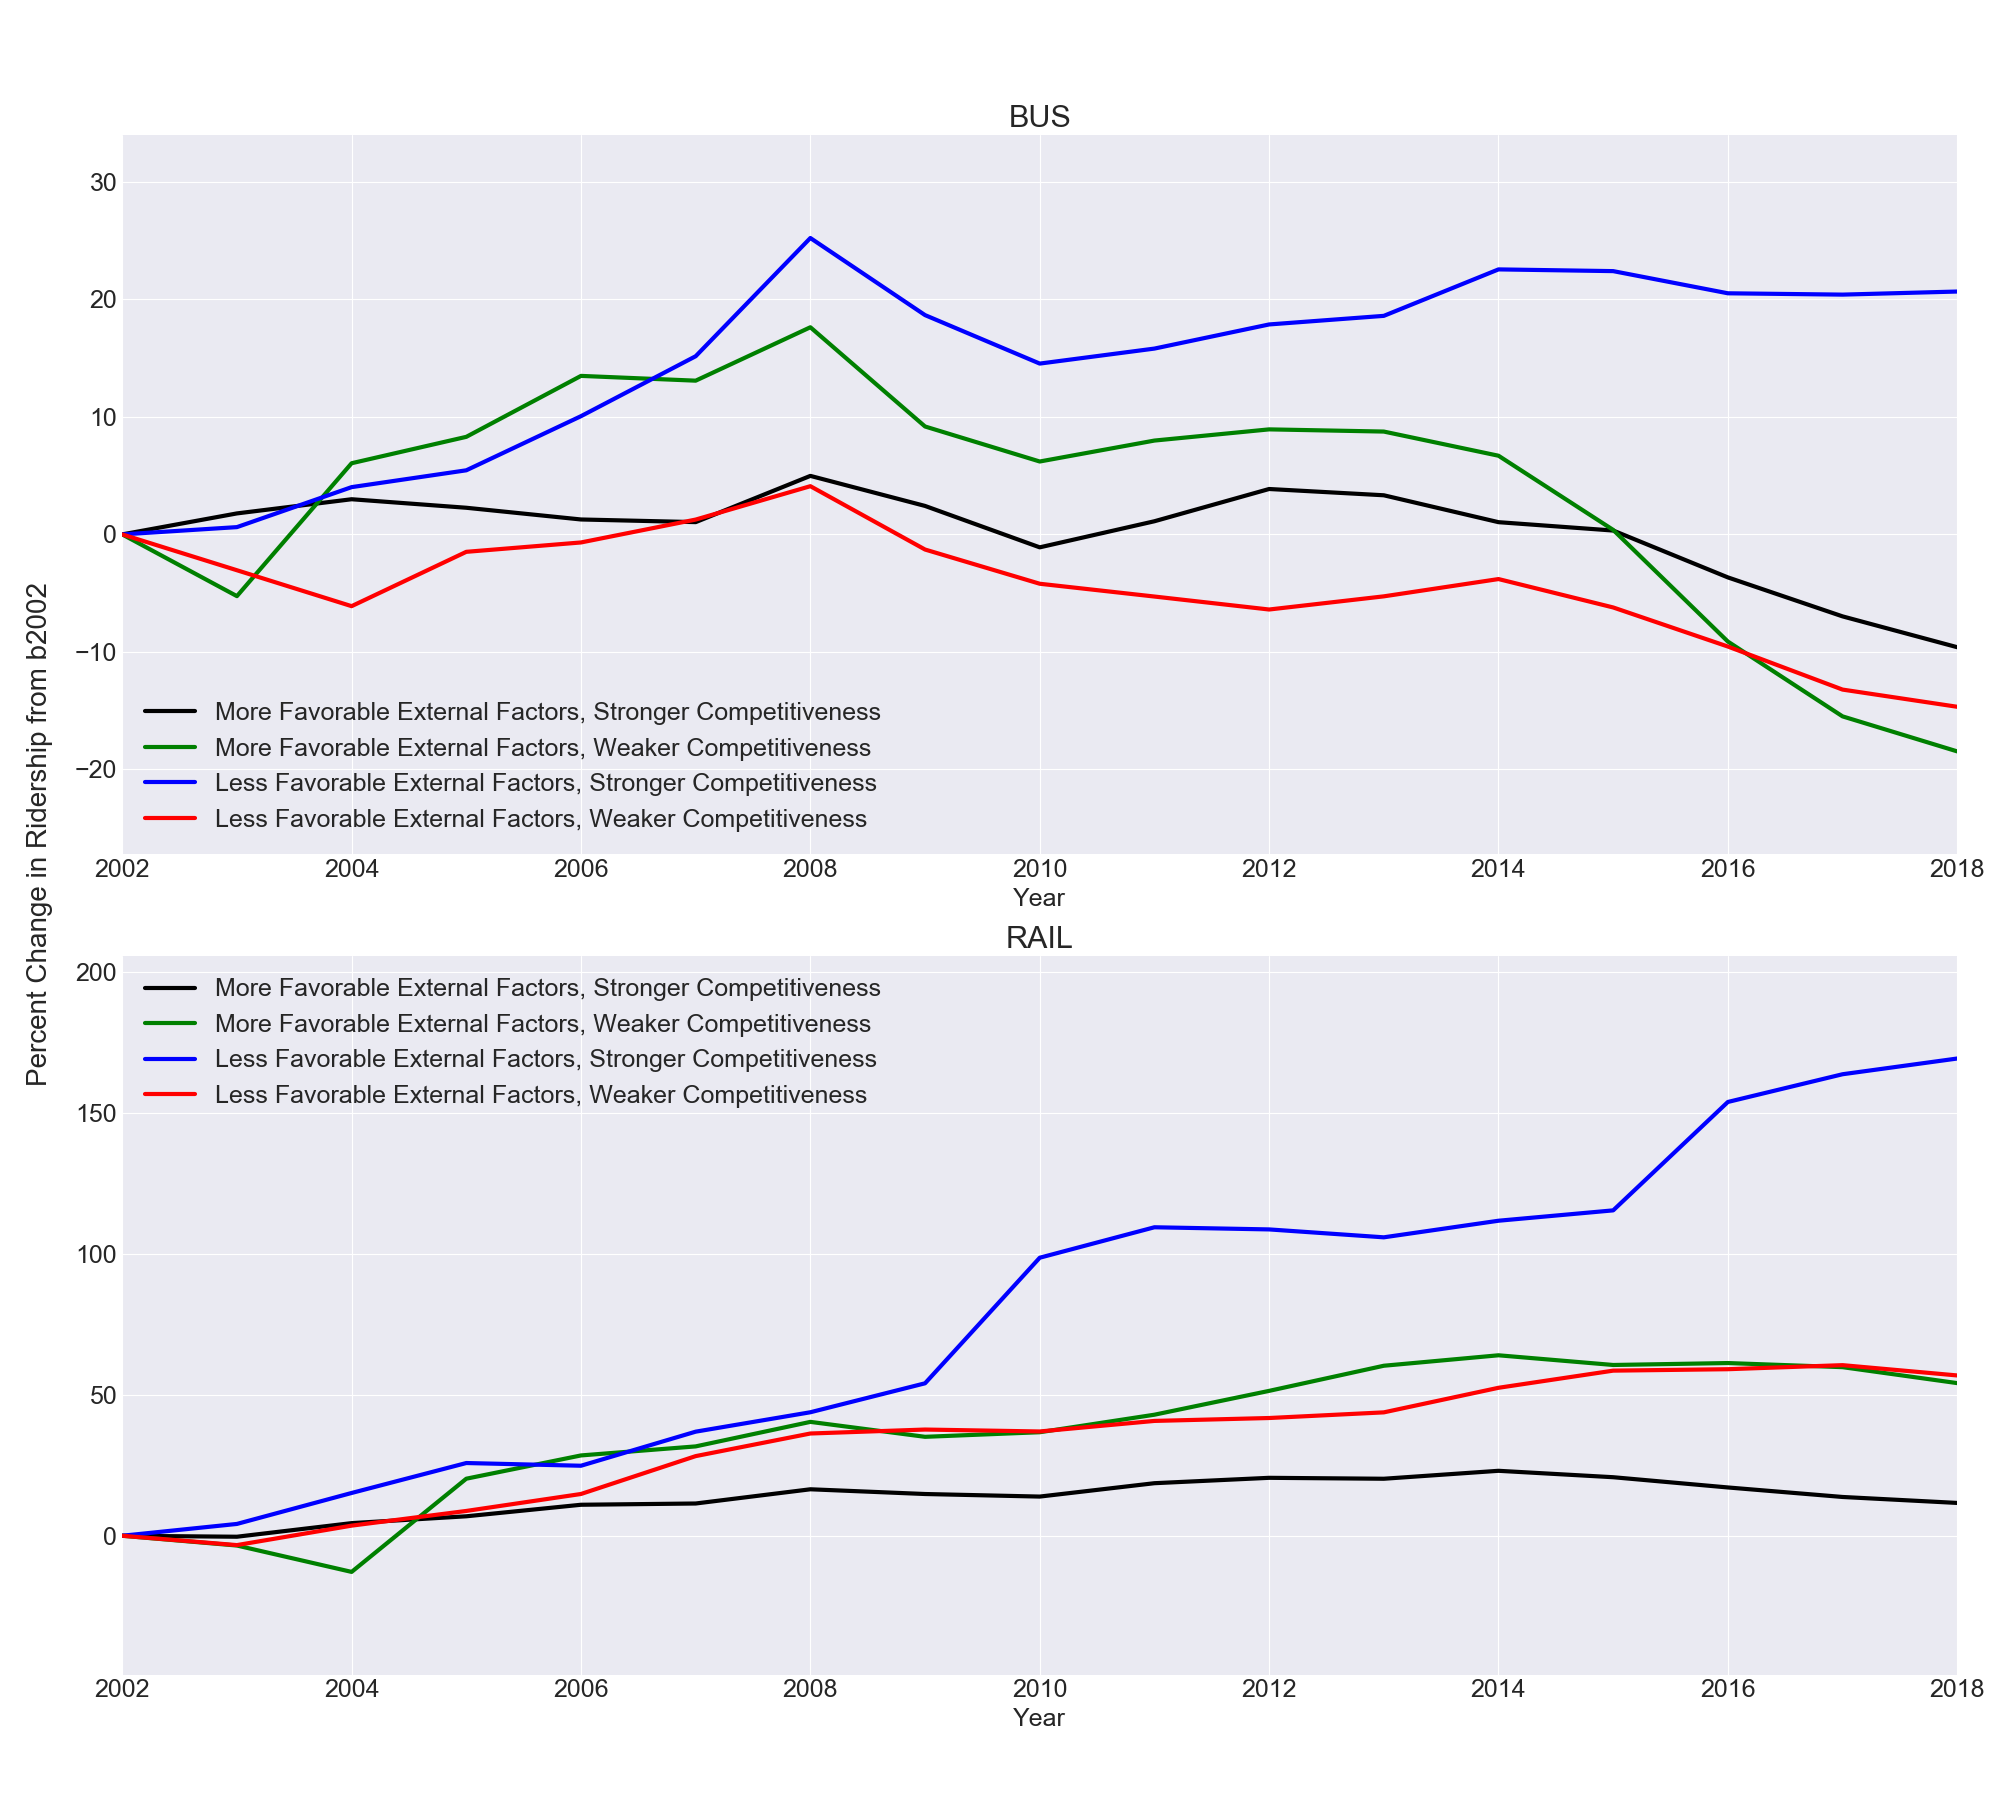 BUS
30
20
10
0
−10
−20
More Favorable External Factors, Stronger Competitiveness
More Favorable External Factors, Weaker Competitiveness
Less Favorable External Factors, Stronger Competitiveness
Less Favorable External Factors, Weaker Competitiveness
2002 2004 2006 2008 2010 2012 2014 2016 2018
Year
Percent Change in Ridership from b2002
RAIL
200
150
100
50
0
More Favorable External Factors, Stronger Competitiveness
More Favorable External Factors, Weaker Competitiveness
Less Favorable External Factors, Stronger Competitiveness
Less Favorable External Factors, Weaker Competitiveness
2002 2004 2006 2008 2010 2012 2014 2016 2018
Year